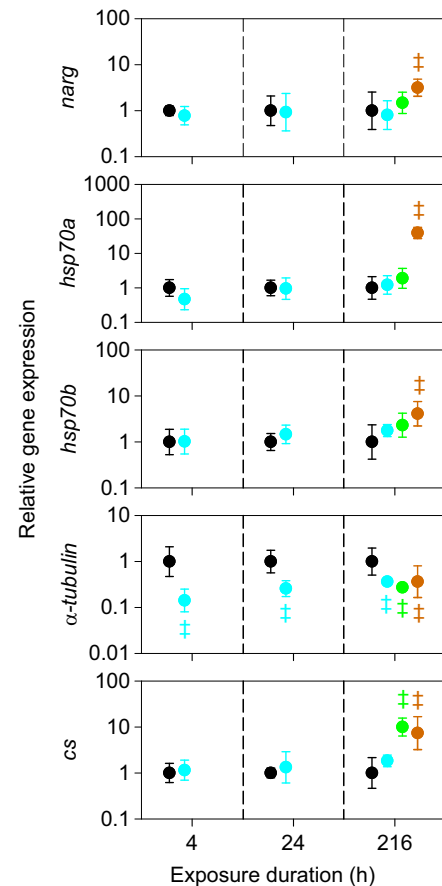 Relative gene expression
narg
100
10
1
0.1
‡
hsp70a
1000
100
10
1
0.1
‡
hsp70b
100
10
1
0.1
‡
α-tubulin
10
1
0.1
0.01
‡ ‡ ‡ ‡ ‡
cs
100
10
1
0.1
‡ ‡
4 24 216
Exposure duration (h)